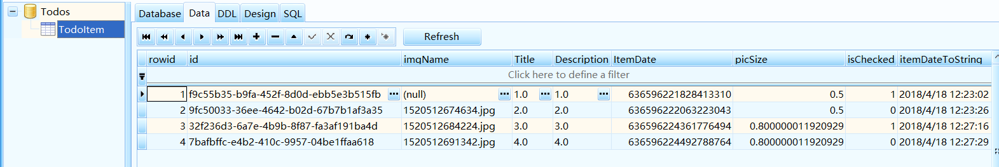 Todos
TodoItem
Database Data DDL Design SQL
Refresh
rowid id imgName Title Description ItemDate picSize isChecked itemDateToString
Click here to define a filter
1 f9c55b35-b9fa-452f-8d0d-ebb5e3b515fb ... (null) ... 1.0 ... 1.0 ... 636596221828413310 0.5 1 2018/4/18 12:23:02
2 9fc50033-36ee-4642-b02d-67b7b1af3a35 1520512674634.jpg 2.0 2.0 636596222063223043 0.5 0 2018/4/18 12:23:26
3 32f236d3-6a7e-4b9b-8f87-fa3af191ba4d 1520512684224.jpg 3.0 3.0 636596224361776494 0.800000011920929 1 2018/4/18 12:27:16
4 7bafbffc-e4b2-410c-9957-04be1ffaa618 1520512691342.jpg 4.0 4.0 636596224492788764 0.800000011920929 0 2018/4/18 12:27:29